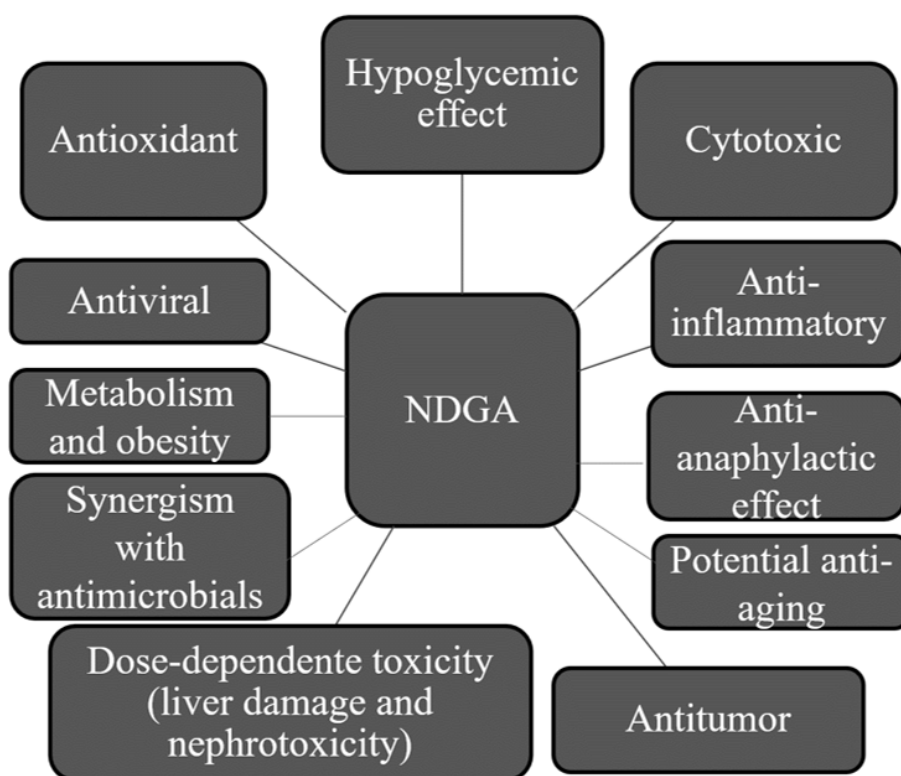 Hypoglycemic
effect
Antioxidant
Cytotoxic
Antiviral
Anti-
inflammatory
Metabolism
and obesity
NDGA
Anti-
anaphylactic
effect
Synergism
with
antimicrobials
Potential anti-
aging
Dose-dependente toxicity
(liver damage and
nephrotoxicity)
Antitumor